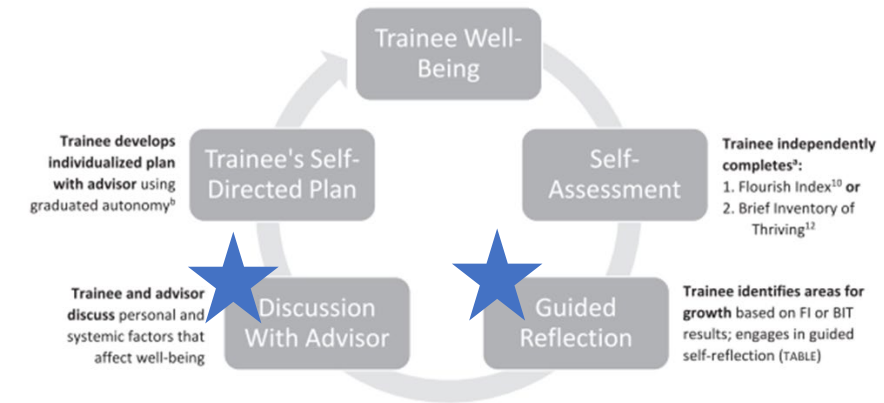 Trainee Well-
Being
Self-
Assessment
Trainee independently
completesᵃ:
1. Flourish Index¹⁰ or
2. Brief Inventory of
Thriving¹²
Guided
Reflection
Trainee identifies areas for
growth based on FI or BIT
results; engages in guided
self-reflection (TABLE)
Discussion
With Advisor
Trainee and advisor
discuss personal and
systemic factors that
affect well-being
Trainee's Self-
Directed Plan
Trainee develops
individualized plan
with advisor using
graduated autonomyᵇ